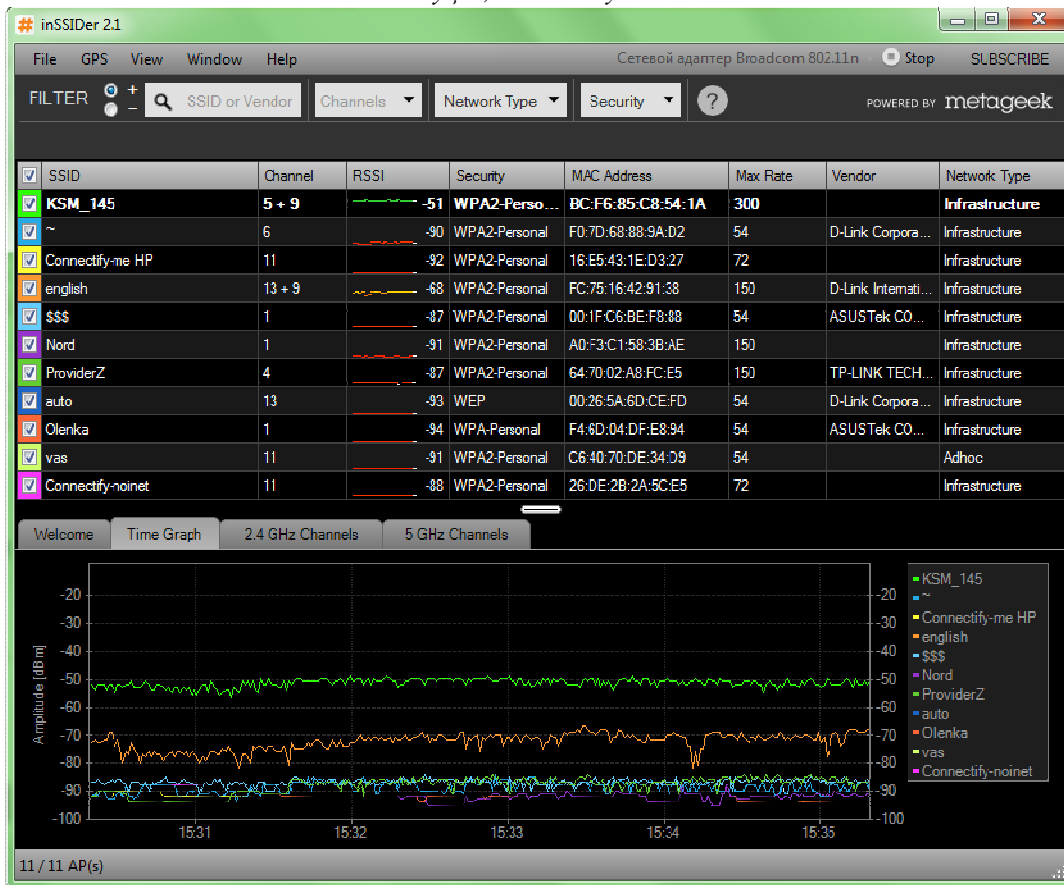 inSSIDer 2.1
File GPS View Window Help Сетевой адаптер Broadcom 802.11n Stop SUBSCRIBE
FILTER + - SSID or Vendor Channels Network Type Security ? POWERED BY metageek
SSID Channel RSSI Security MAC Address Max Rate Vendor Network Type
KSM_145 5 + 9 -51 WPA2-Perso... BC:F6:85:C8:54:1A 300 Infrastructure
~ 6 -90 WPA2-Personal F0:7D:68:88:9A:D2 54 D-Link Corpora... Infrastructure
Connectify-me HP 11 -92 WPA2-Personal 16:E5:43:1E:D3:27 72 Infrastructure
english 13 + 9 -68 WPA2-Personal FC:75:16:42:91:38 150 D-Link Internati... Infrastructure
$$$ 1 -87 WPA2-Personal 00:1F:C6:BE:F8:88 54 ASUSTek CO... Infrastructure
Nord 1 -91 WPA2-Personal A0:F3:C1:58:3B:AE 150 Infrastructure
ProviderZ 4 -87 WPA2-Personal 64:70:02:A8:FC:E5 150 TP-LINK TECH... Infrastructure
auto 13 -93 WEP 00:26:5A:6D:CE:FD 54 D-Link Corpora... Infrastructure
Olenka 1 -94 WPA-Personal F4:6D:04:DF:E8:94 54 ASUSTek CO... Infrastructure
vas 11 -91 WPA2-Personal C6:40:70:DE:34:D9 54 Adhoc
Connectify-noinet 11 -88 WPA2-Personal 26:DE:2B:2A:5C:E5 72 Infrastructure
Welcome Time Graph 2.4 GHz Channels 5 GHz Channels
Amplitude [dBm]
-20 -20
-30 -30
-40 -40
-50 -50
-60 -60
-70 -70
-80 -80
-90 -90
-100 -100
15:31 15:32 15:33 15:34 15:35
KSM_145
~
Connectify-me HP
english
$$$
Nord
ProviderZ
auto
Olenka
vas
Connectify-noinet
11 / 11 AP(s)